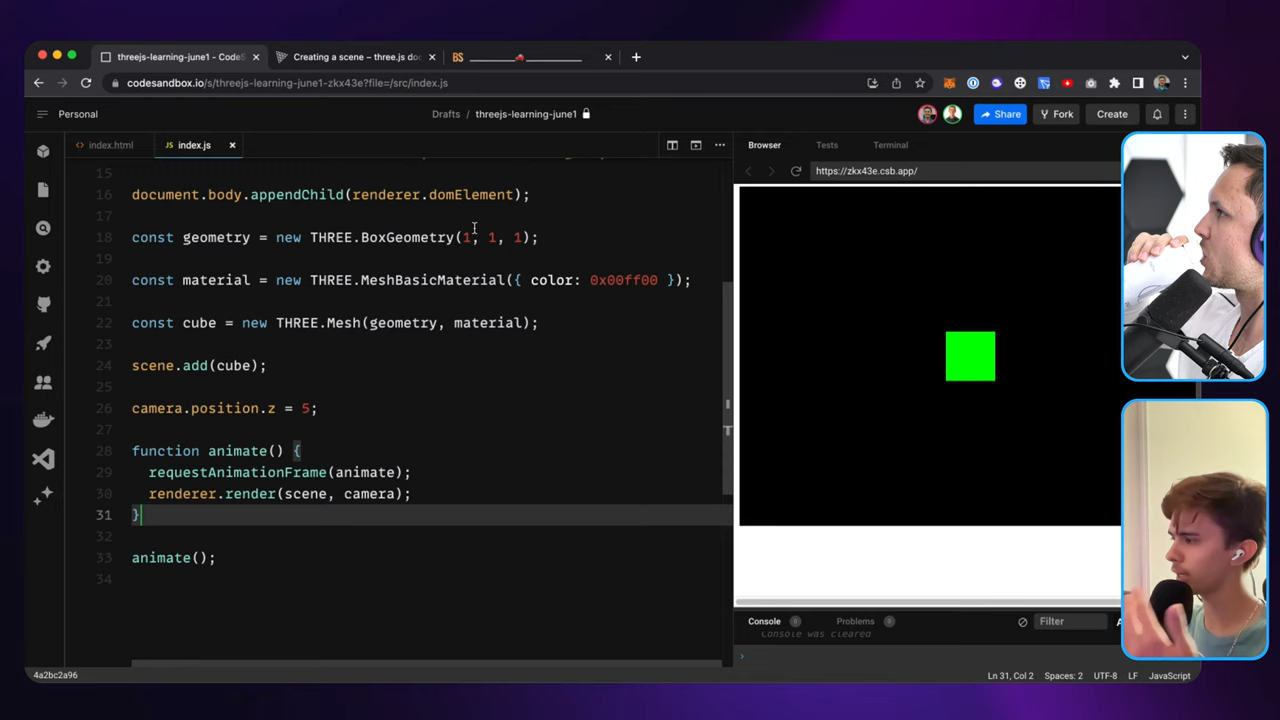 threejs-learning-june1 - CodeS
Creating a scene – three.js doc
BS
codesandbox.io/s/threejs-learning-june1-zkx43e?file=/src/index.js
Personal
Drafts / threejs-learning-june1
Share
Fork
Create
index.html
JS index.js
Browser
Tests
Terminal
https://zkx43e.csb.app/
15
16 document.body.appendChild(renderer.domElement);
17
18 const geometry = new THREE.BoxGeometry(1, 1, 1);
19
20 const material = new THREE.MeshBasicMaterial({ color: 0x00ff00 });
21
22 const cube = new THREE.Mesh(geometry, material);
23
24 scene.add(cube);
25
26 camera.position.z = 5;
27
28 function animate() {
29 requestAnimationFrame(animate);
30 renderer.render(scene, camera);
31 }
32
33 animate();
34
Console 0
Problems 0
Filter
Console was cleared
4a2bc2a96
Ln 31, Col 2
Spaces: 2
UTF-8
LF
JavaScript